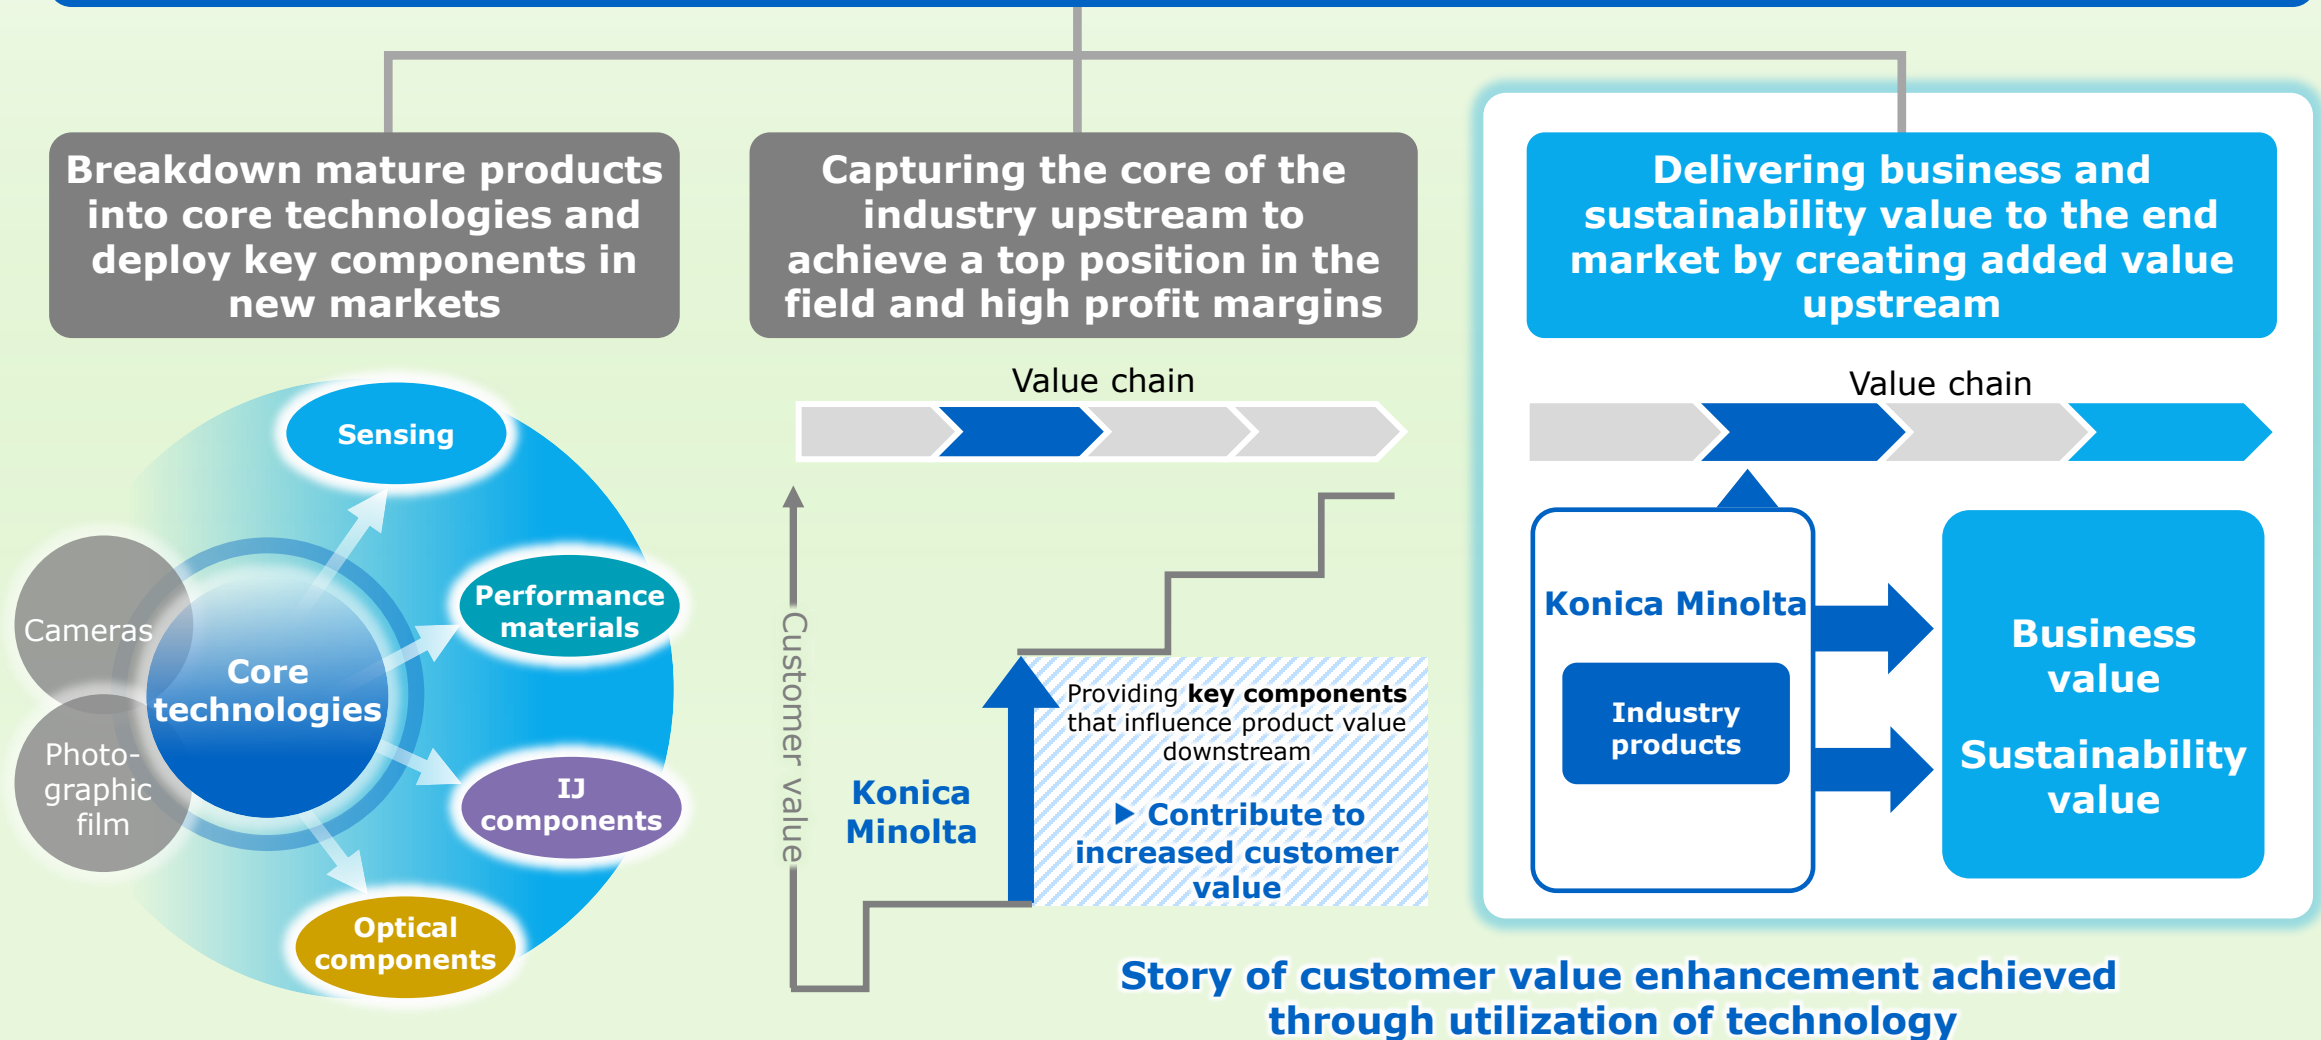 Breakdown mature products
into core technologies and
deploy key components in
new markets
Capturing the core of the
industry upstream to
achieve a top position in the
field and high profit margins
Delivering business and
sustainability value to the end
market by creating added value
upstream
Sensing
Performance
materials
Cameras
Core
technologies
Photo-
graphic
film
IJ
components
Optical
components
Value chain
Customer value
Providing key components
that influence product value
downstream
Konica
Minolta
▶ Contribute to
increased customer
value
Value chain
Konica Minolta
Industry
products
Business
value
Sustainability
value
Story of customer value enhancement achieved
through utilization of technology